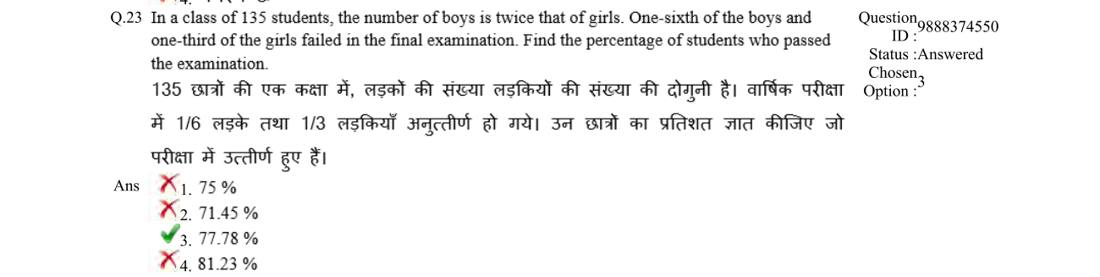 Q.23 In a class of 135 students, the number of boys is twice that of girls. One-sixth of the boys and
one-third of the girls failed in the final examination. Find the percentage of students who passed
the examination.
135 छात्रों की एक कक्षा में, लड़कों की संख्या लड़कियों की संख्या की दोगुनी है। वार्षिक परीक्षा
में 1/6 लड़के तथा 1/3 लड़कियाँ अनुत्तीर्ण हो गये। उन छात्रों का प्रतिशत ज्ञात कीजिए जो
परीक्षा में उत्तीर्ण हुए हैं।
Ans 1. 75 %
2. 71.45 %
3. 77.78 %
4. 81.23 %
Question ID : 9888374550
Status : Answered
Chosen Option : 3